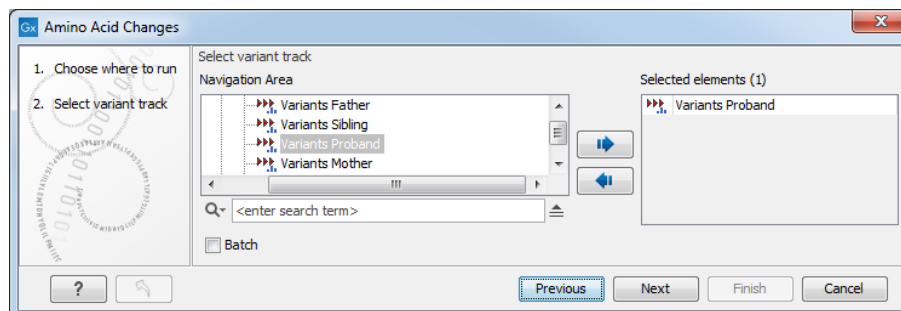 Gx Amino Acid Changes
x
1. Choose where to run
2. Select variant track
Select variant track
Navigation Area
Variants Father
Variants Sibling
Variants Proband
Variants Mother
<enter search term>
Batch
Selected elements (1)
Variants Proband
?
Previous
Next
Finish
Cancel